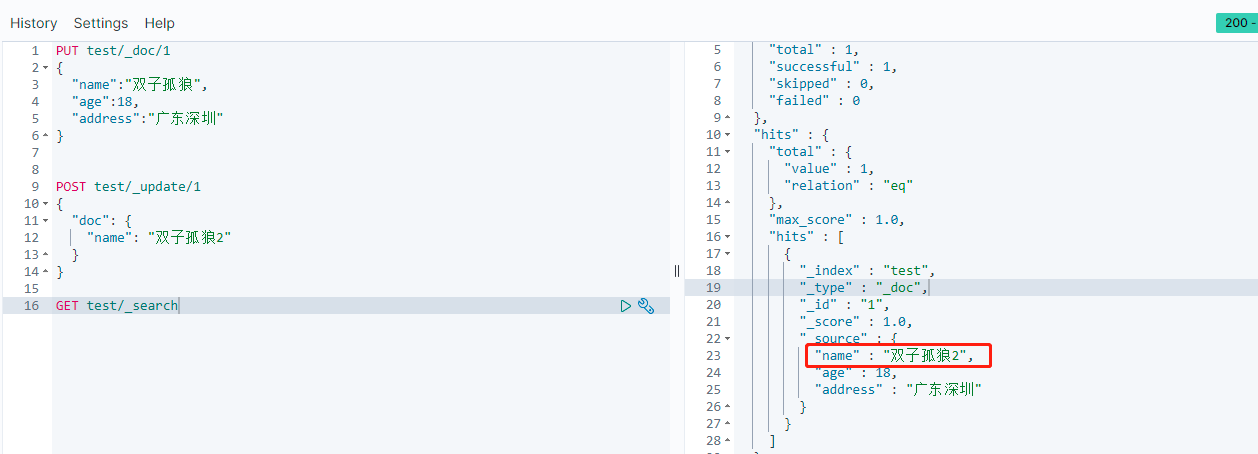 History Settings Help
200 -
1 PUT test/_doc/1
2 {
3 "name":"双子孤狼",
4 "age":18,
5 "address":"广东深圳"
6 }
7
8
9 POST test/_update/1
10 {
11 "doc": {
12 "name": "双子孤狼2"
13 }
14 }
15
16 GET test/_search
5 "total" : 1,
6 "successful" : 1,
7 "skipped" : 0,
8 "failed" : 0
9 },
10 "hits" : {
11 "total" : {
12 "value" : 1,
13 "relation" : "eq"
14 },
15 "max_score" : 1.0,
16 "hits" : [
17 {
18 "_index" : "test",
19 "_type" : "_doc",
20 "_id" : "1",
21 "_score" : 1.0,
22 "_source" : {
23 "name" : "双子孤狼2",
24 "age" : 18,
25 "address" : "广东深圳"
26 }
27 }
28 ]